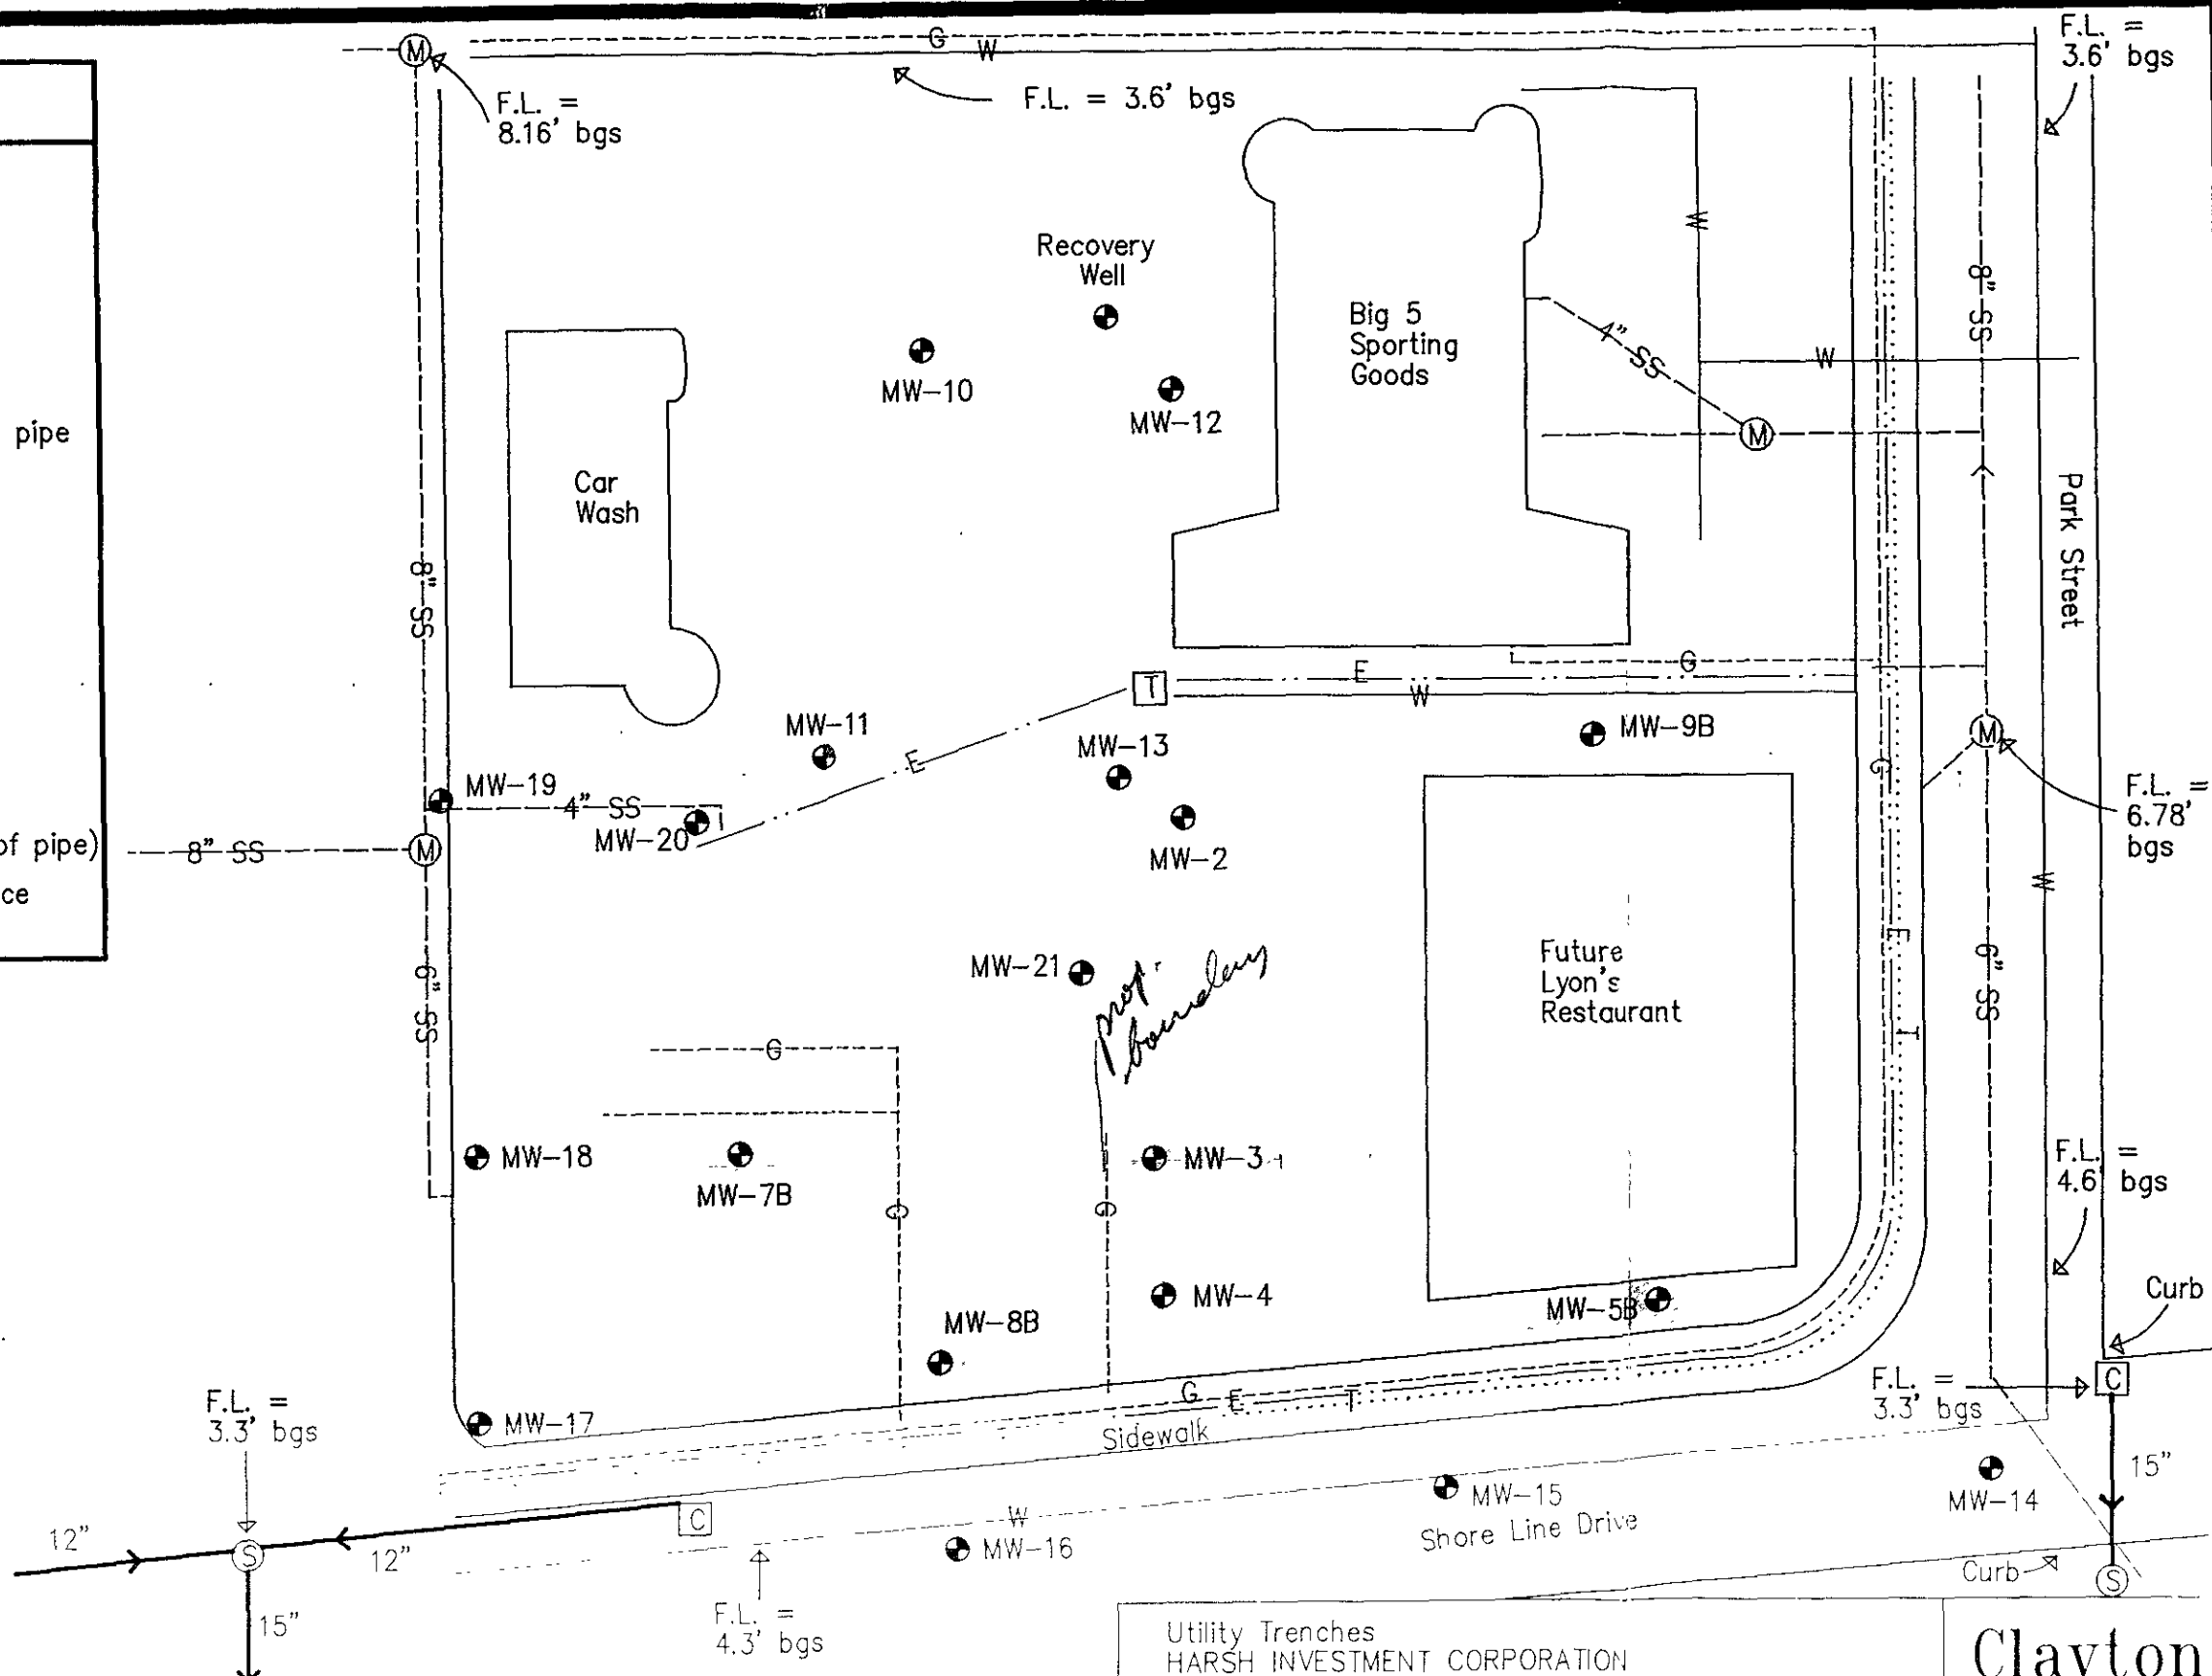 G
W
F.L. =
3.6' bgs
M
F.L. =
8.16' bgs
F.L. = 3.6' bgs
Recovery
Well
W
8" SS
Big 5
Sporting
Goods
4" SS
W
MW-10
MW-12
pipe
M
Car
Wash
Park Street
8" SS
E
G
T
W
MW-11
MW-13
MW-9B
M
E
G
MW-19
4" SS
MW-20
F.L. =
6.78'
bgs
of pipe)
8" SS
M
MW-2
W
ce
Future
Lyon's
Restaurant
E
MW-21
prop.
boundary
6" SS
6" SS
T
G
MW-18
MW-7B
MW-3
G
G
F.L. =
4.6' bgs
MW-4
MW-5B
Curb
MW-8B
F.L. =
3.3' bgs
C
F.L. =
3.3' bgs
MW-17
G
E
T
Sidewalk
15"
MW-15
MW-14
C
W
Shore Line Drive
12"
S
12"
MW-16
Curb
S
15"
F.L. =
4.3' bgs
Utility Trenches
HARSH INVESTMENT CORPORATION
Clayton